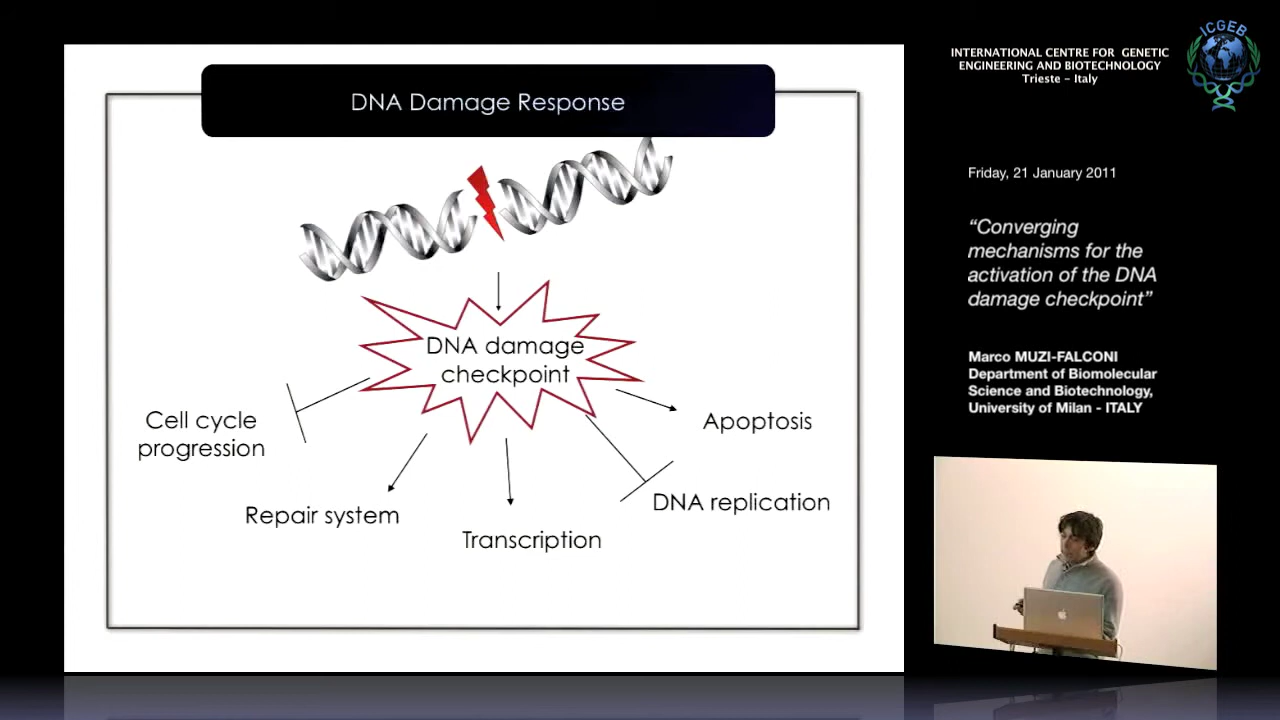 DNA Damage Response
DNA damage
checkpoint
Cell cycle
progression
Repair system
Transcription
DNA replication
Apoptosis
INTERNATIONAL CENTRE FOR GENETIC
ENGINEERING AND BIOTECHNOLOGY
Trieste – Italy
ICGEB
Friday, 21 January 2011
“Converging
mechanisms for the
activation of the DNA
damage checkpoint”
Marco MUZI-FALCONI
Department of Biomolecular
Science and Biotechnology,
University of Milan - ITALY